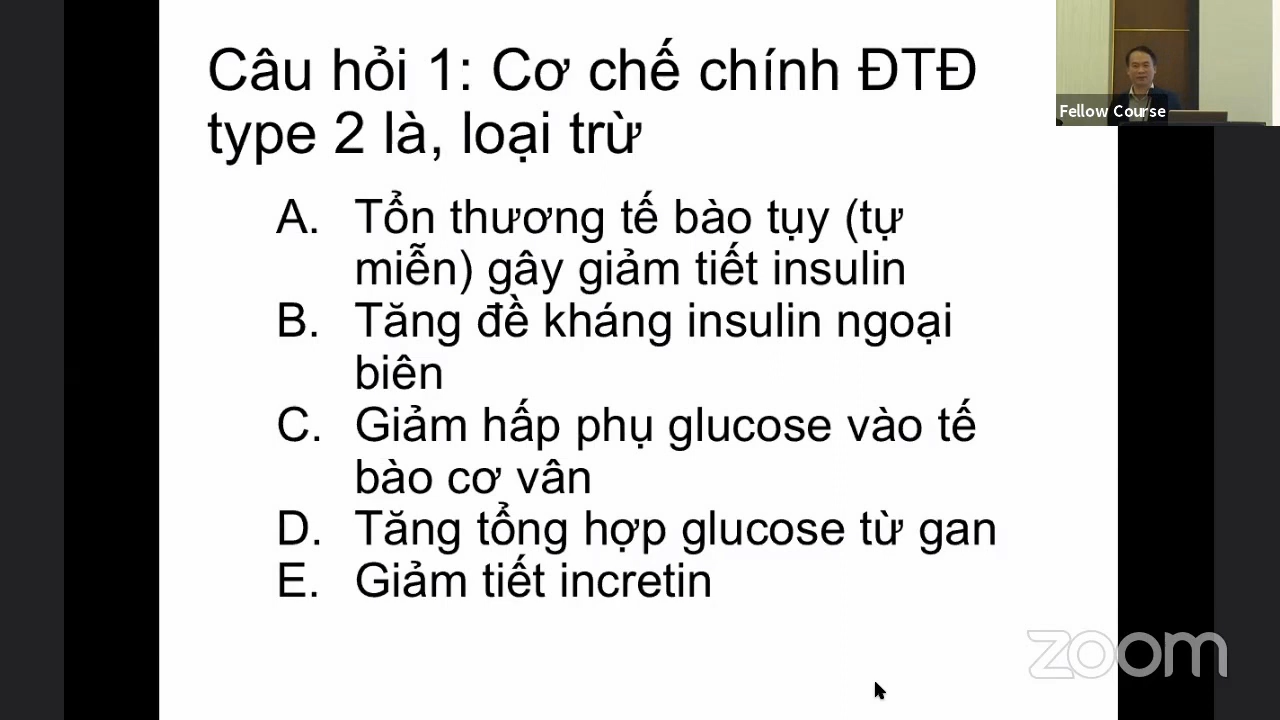 Câu hỏi 1: Cơ chế chính ĐTĐ
type 2 là, loại trừ
A. Tổn thương tế bào tụy (tự
miễn) gây giảm tiết insulin
B. Tăng đề kháng insulin ngoại
biên
C. Giảm hấp phụ glucose vào tế
bào cơ vân
D. Tăng tổng hợp glucose từ gan
E. Giảm tiết incretin
Fellow Course
zoom